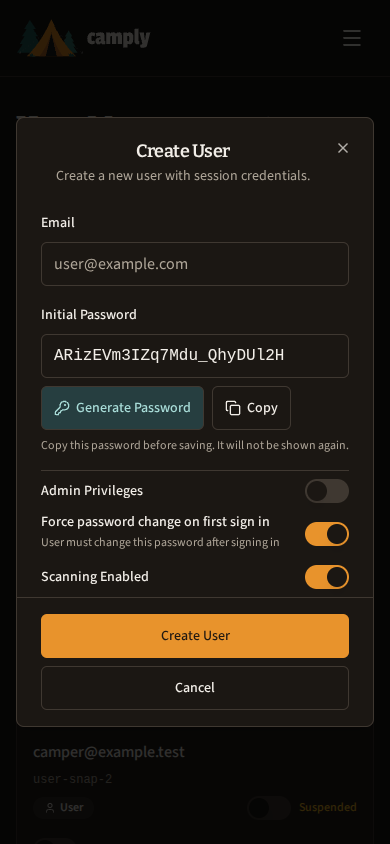 camply
Create User
Create a new user with session credentials.
Email
user@example.com
Initial Password
ARizEVm3IZq7Mdu_QhyDUl2H
Generate Password
Copy
Copy this password before saving. It will not be shown again.
Admin Privileges
Force password change on first sign in
User must change this password after signing in
Scanning Enabled
Create User
Cancel
camper@example.test
user-snap-2
User
Suspended